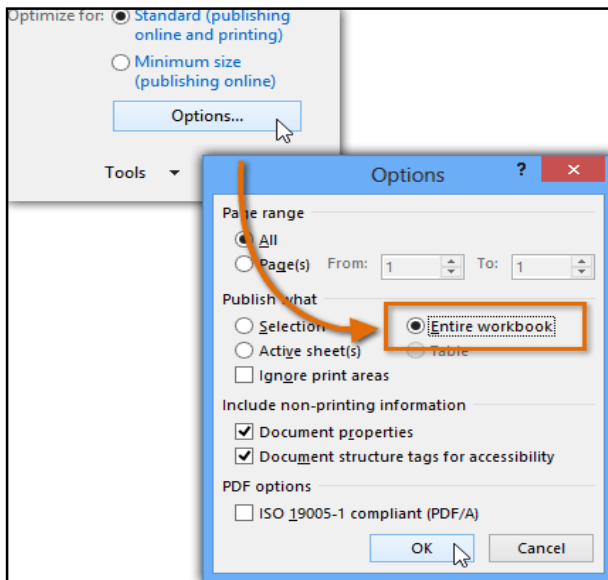 Optimize for: Standard (publishing
online and printing)
Minimum size
(publishing online)
Options...
Tools
Options ?
Page range
All
Page(s) From: 1 To: 1
Publish what
Selection Entire workbook
Active sheet(s) Table
Ignore print areas
Include non-printing information
Document properties
Document structure tags for accessibility
PDF options
ISO 19005-1 compliant (PDF/A)
OK Cancel